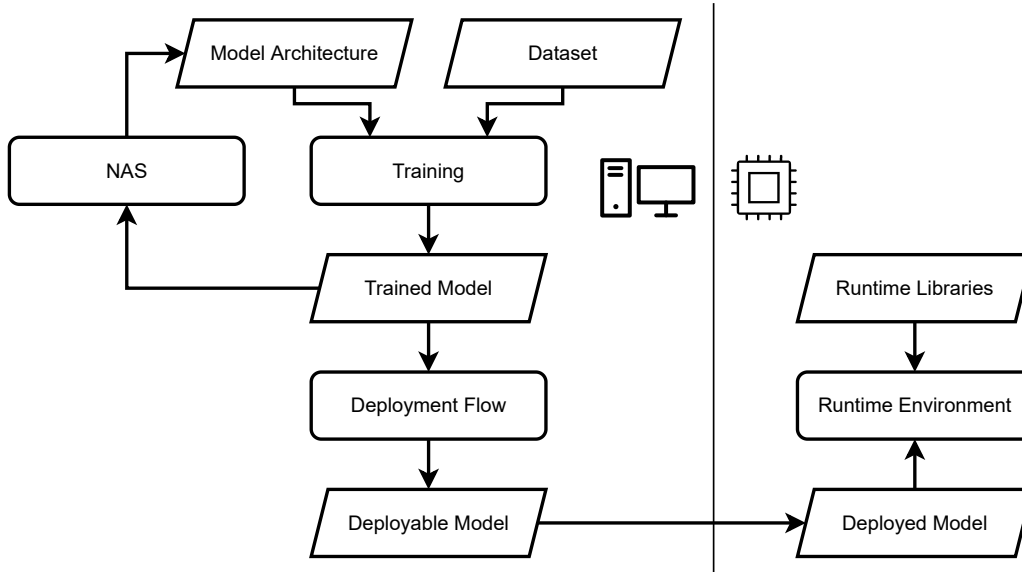 Model Architecture
Dataset
NAS
Training
Trained Model
Runtime Libraries
Deployment Flow
Runtime Environment
Deployable Model
Deployed Model